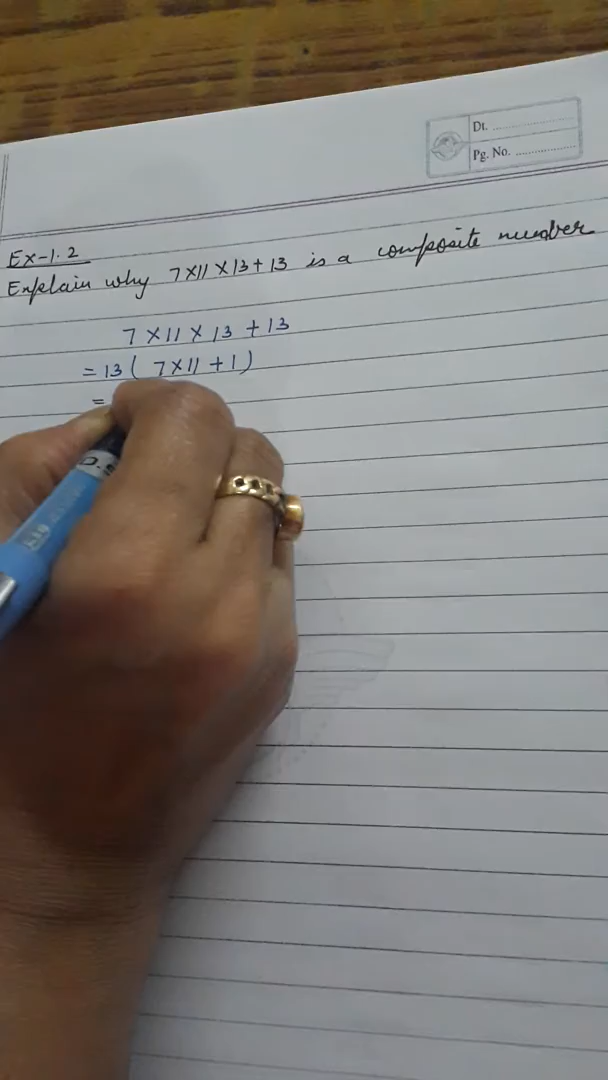 Dt. ..................
Pg. No. ..................
Ex-1.2
Explain why 7×11×13+13 is a composite number
7×11×13+13
=13(7×11+1)
=